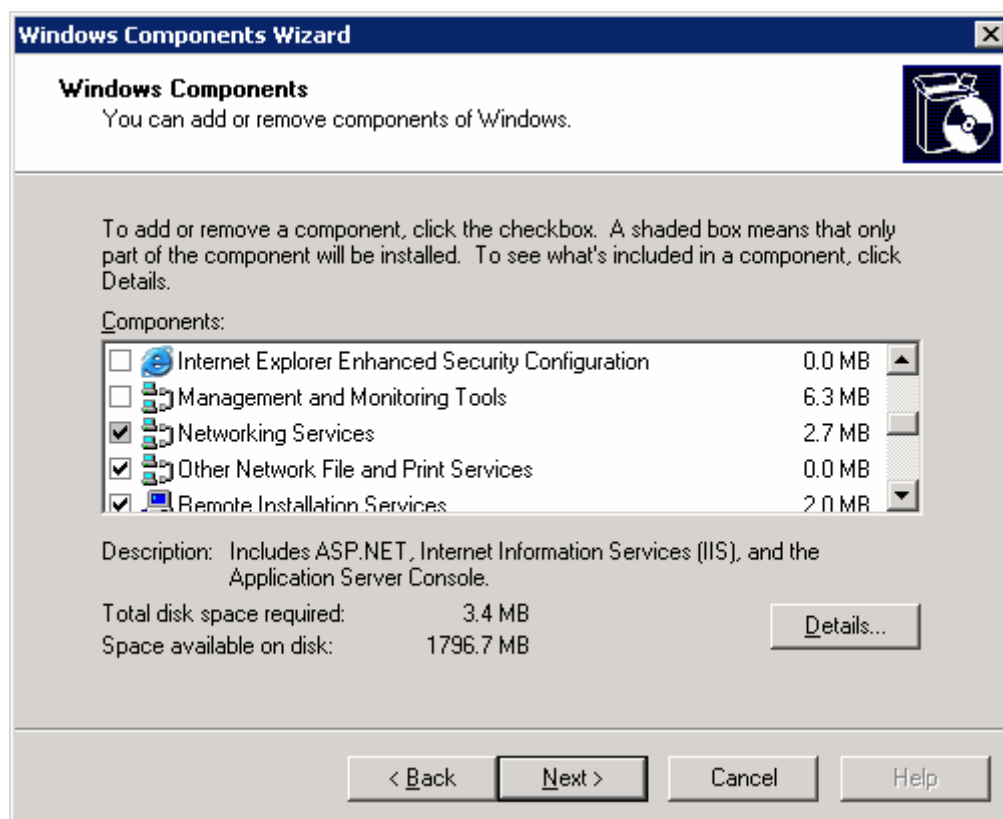 Windows Components Wizard
Windows Components
You can add or remove components of Windows.
To add or remove a component, click the checkbox. A shaded box means that only
part of the component will be installed. To see what's included in a component, click
Details.
Components:
Internet Explorer Enhanced Security Configuration 0.0 MB
Management and Monitoring Tools 6.3 MB
Networking Services 2.7 MB
Other Network File and Print Services 0.0 MB
Remote Installation Services 2.0 MB
Description: Includes ASP.NET, Internet Information Services (IIS), and the
Application Server Console.
Total disk space required: 3.4 MB
Space available on disk: 1796.7 MB
Details...
< Back Next > Cancel Help